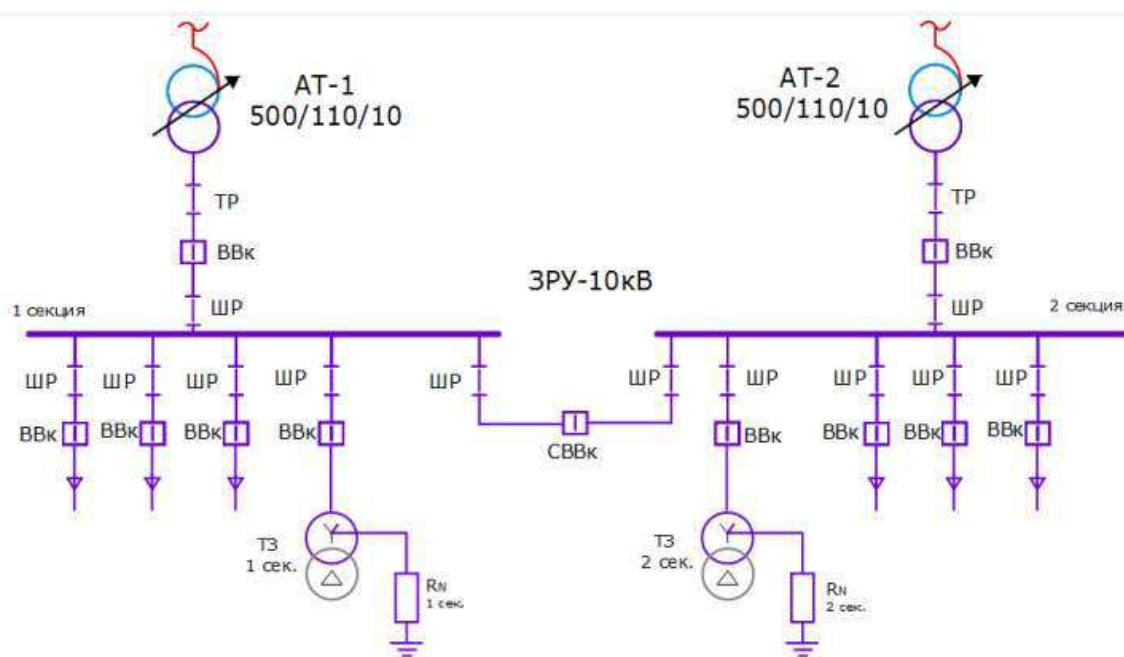 АТ-1
500/110/10
АТ-2
500/110/10
ТР
ТР
ВВк
ВВк
ЗРУ-10кВ
1 секция
ШР
ШР
2 секция
ШР
ШР
ШР
ШР
ШР
ШР
ШР
ШР
ШР
ШР
ВВк
ВВк
ВВк
ВВк
СВВк
ВВк
ВВк
ВВк
ВВк
ТЗ
1 сек.
Y
△
RN
1 сек.
ТЗ
2 сек.
Y
△
RN
2 сек.